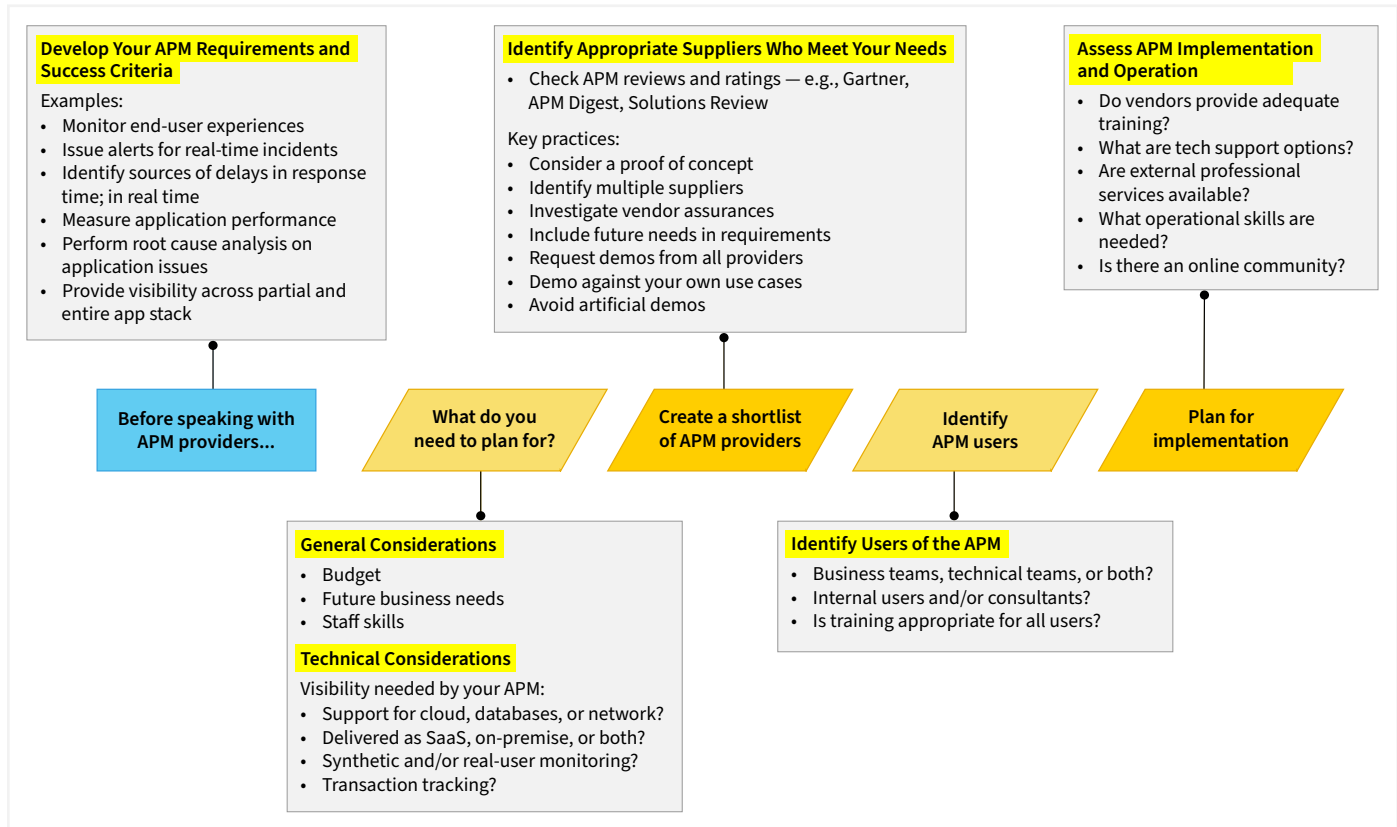 Develop Your APM Requirements and
Success Criteria
Examples:
• Monitor end-user experiences
• Issue alerts for real-time incidents
• Identify sources of delays in response
time; in real time
• Measure application performance
• Perform root cause analysis on
application issues
• Provide visibility across partial and
entire app stack
Identify Appropriate Suppliers Who Meet Your Needs
• Check APM reviews and ratings — e.g., Gartner,
APM Digest, Solutions Review
Key practices:
• Consider a proof of concept
• Identify multiple suppliers
• Investigate vendor assurances
• Include future needs in requirements
• Request demos from all providers
• Demo against your own use cases
• Avoid artificial demos
Assess APM Implementation
and Operation
• Do vendors provide adequate
training?
• What are tech support options?
• Are external professional
services available?
• What operational skills are
needed?
• Is there an online community?
Before speaking with
APM providers...
What do you
need to plan for?
Create a shortlist
of APM providers
Identify
APM users
Plan for
implementation
General Considerations
• Budget
• Future business needs
• Staff skills
Technical Considerations
Visibility needed by your APM:
• Support for cloud, databases, or network?
• Delivered as SaaS, on-premise, or both?
• Synthetic and/or real-user monitoring?
• Transaction tracking?
Identify Users of the APM
• Business teams, technical teams, or both?
• Internal users and/or consultants?
• Is training appropriate for all users?